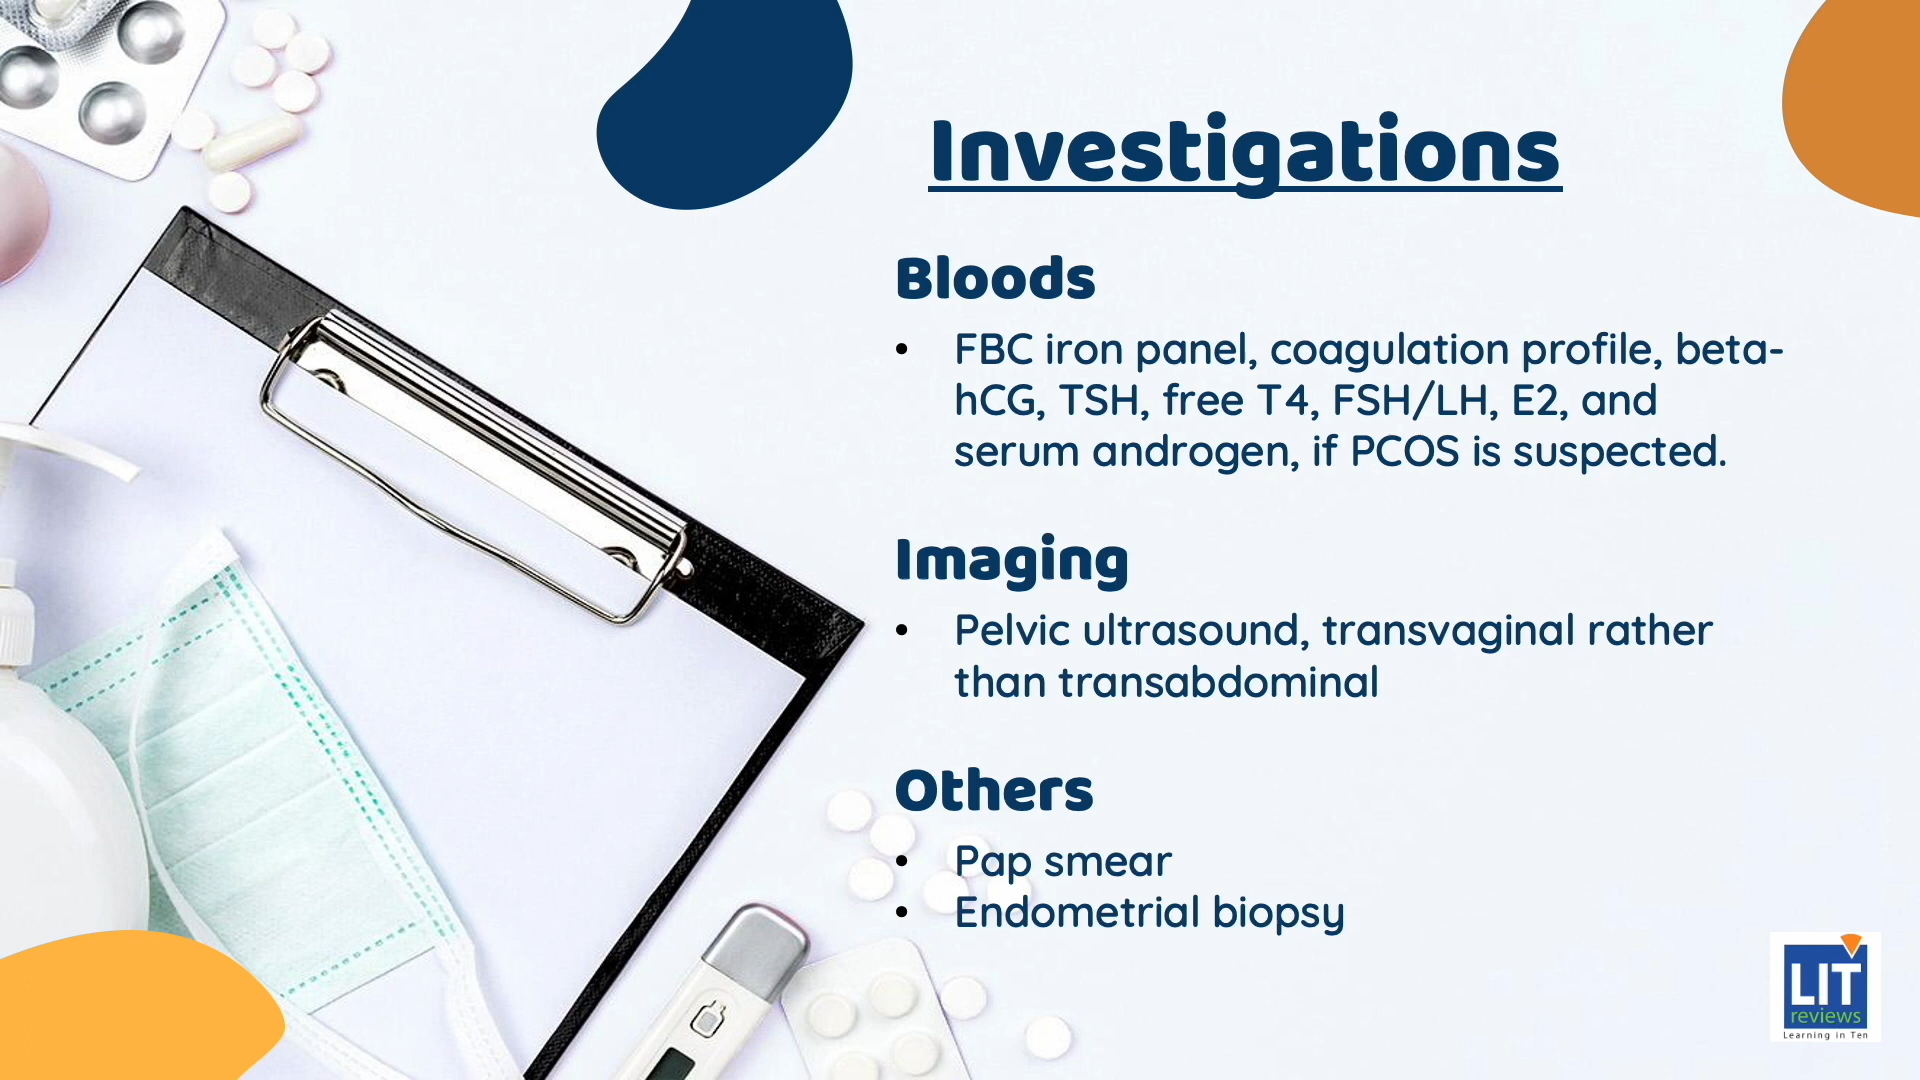 Investigations
Bloods
• FBC iron panel, coagulation profile, beta-
hCG, TSH, free T4, FSH/LH, E2, and
serum androgen, if PCOS is suspected.
Imaging
• Pelvic ultrasound, transvaginal rather
than transabdominal
Others
• Pap smear
• Endometrial biopsy
LIT
reviews
Learning in Ten